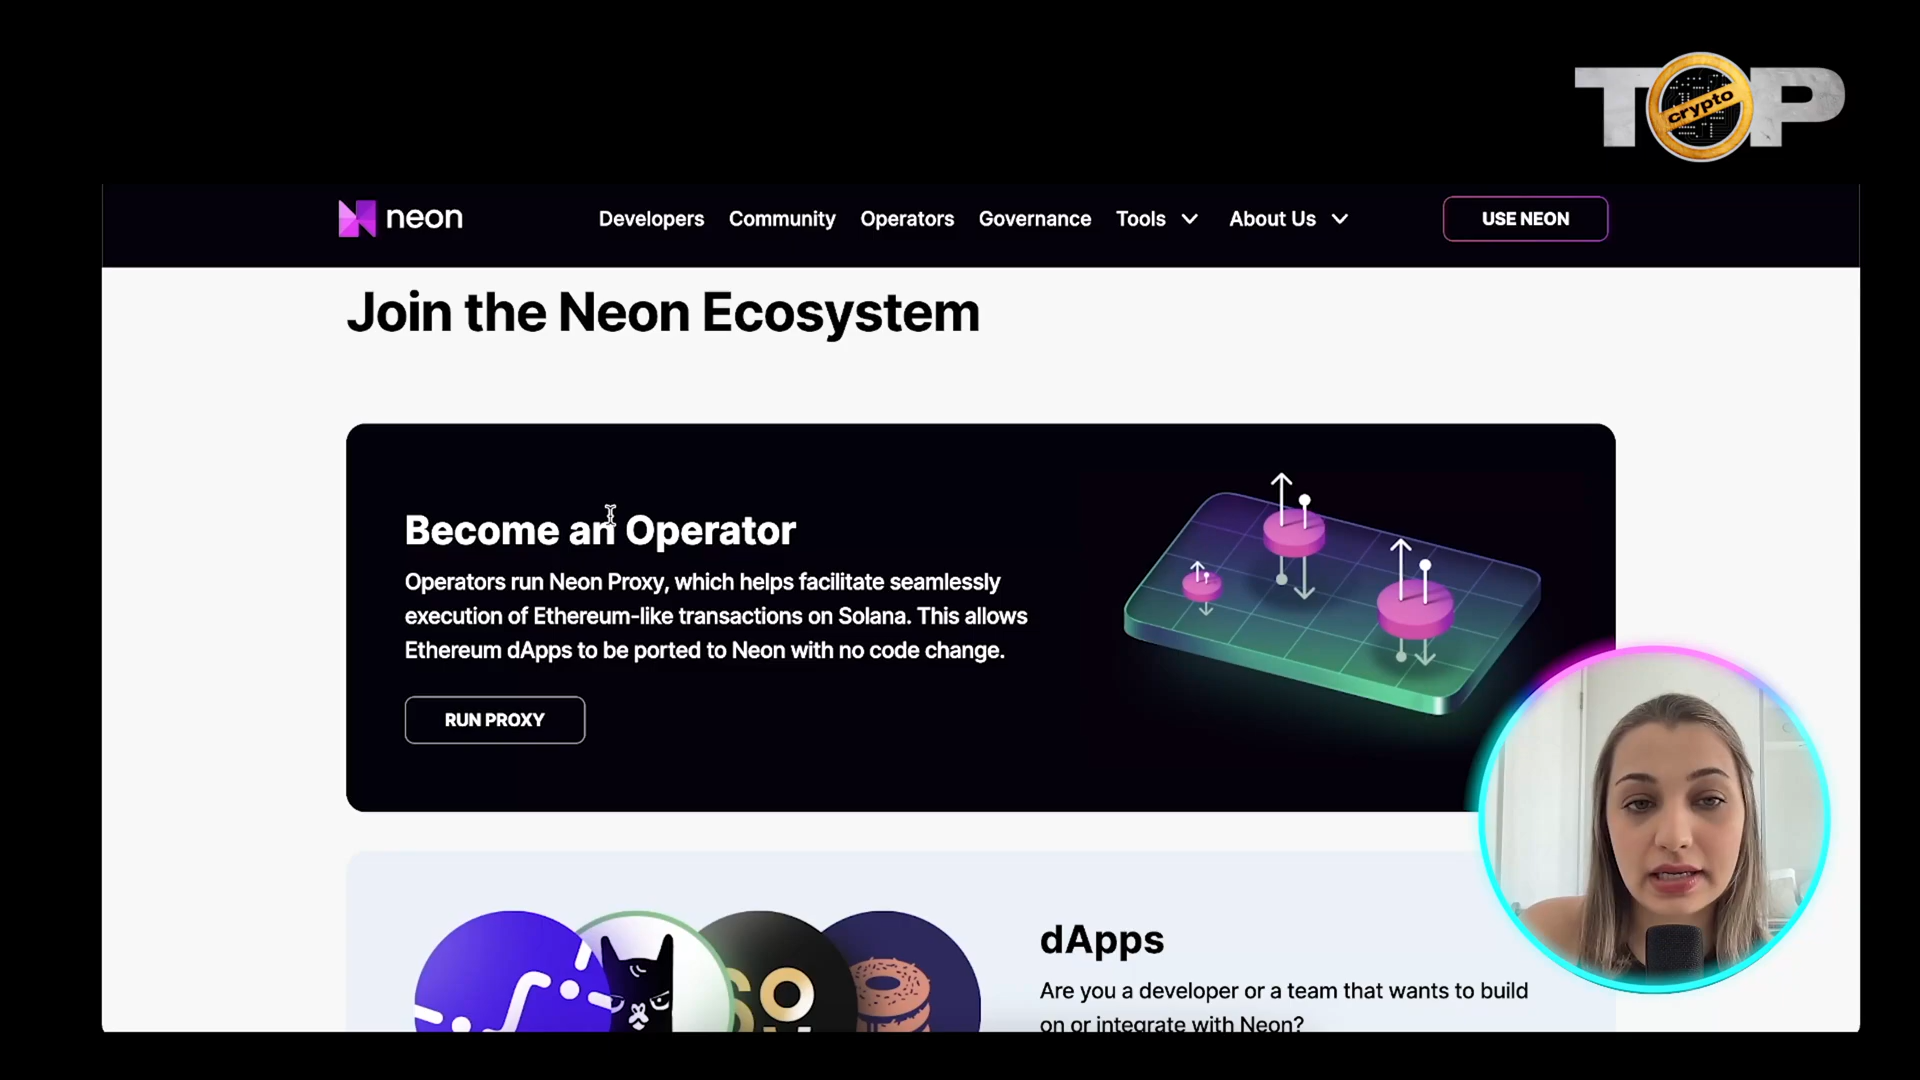 TOP
crypto
neon
Developers Community Operators Governance Tools About Us USE NEON
Join the Neon Ecosystem
Become an Operator
Operators run Neon Proxy, which helps facilitate seamlessly
execution of Ethereum-like transactions on Solana. This allows
Ethereum dApps to be ported to Neon with no code change.
RUN PROXY
dApps
Are you a developer or a team that wants to build
on or integrate with Neon?